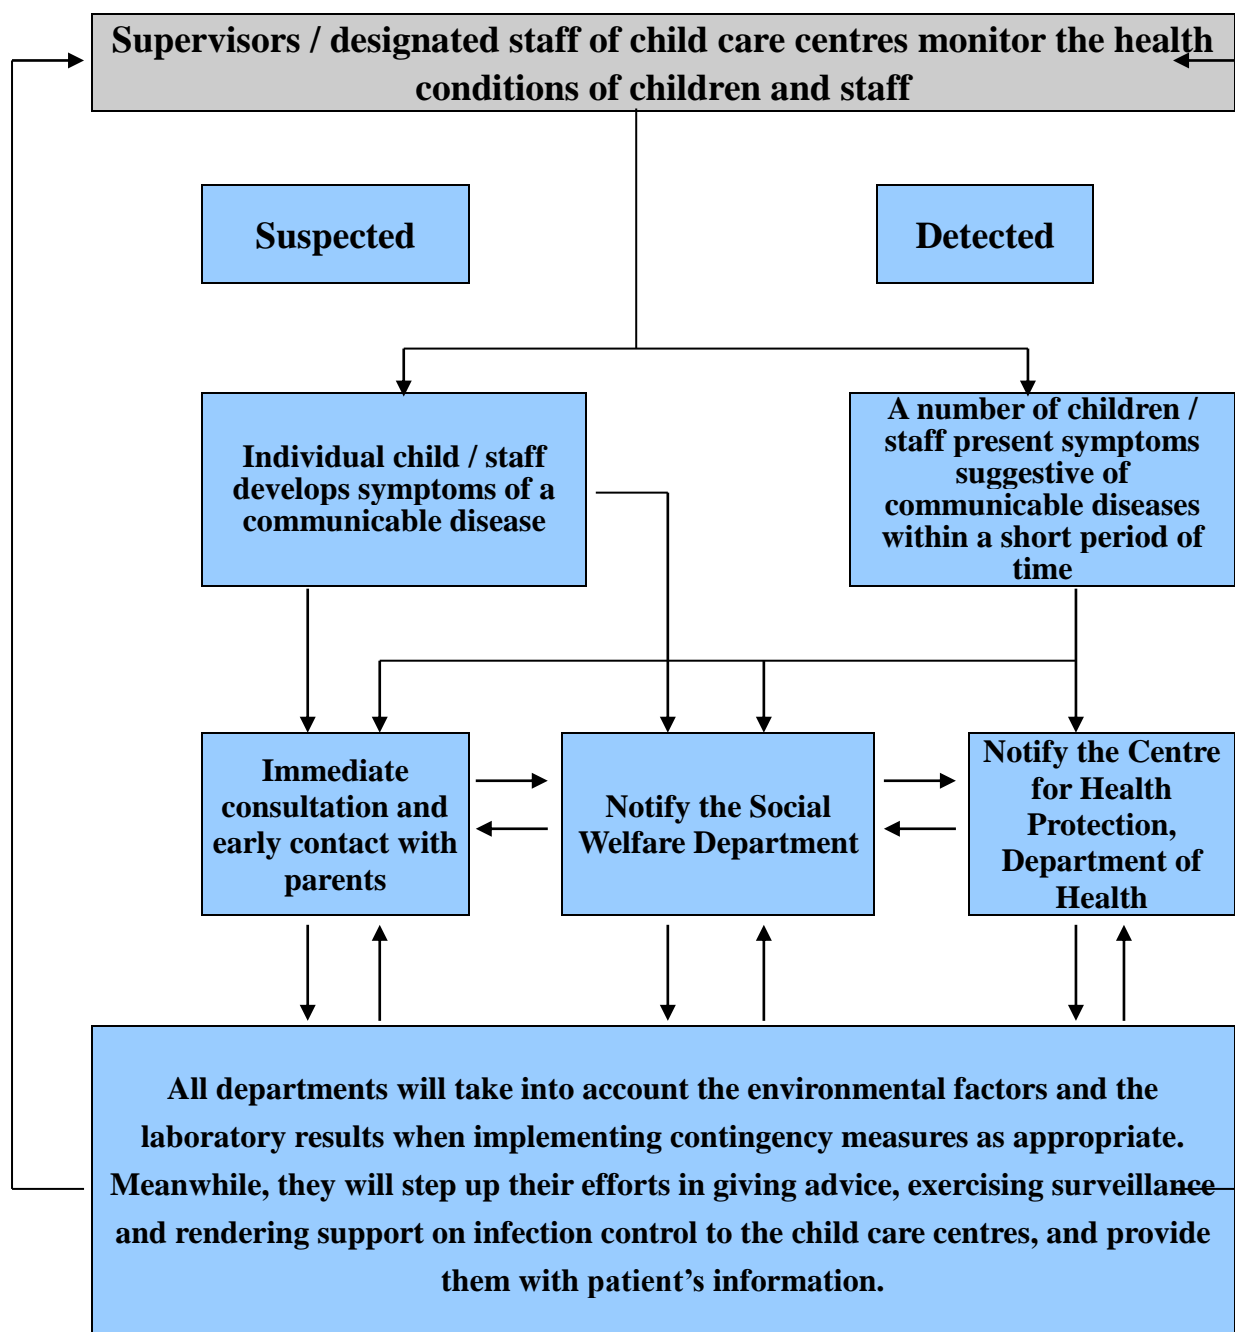 Supervisors / designated staff of child care centres monitor the health
conditions of children and staff
Suspected
Detected
Individual child / staff
develops symptoms of a
communicable disease
A number of children /
staff present symptoms
suggestive of
communicable diseases
within a short period of
time
Immediate
consultation and
early contact with
parents
Notify the Social
Welfare Department
Notify the Centre
for Health
Protection,
Department of
Health
All departments will take into account the environmental factors and the
laboratory results when implementing contingency measures as appropriate.
Meanwhile, they will step up their efforts in giving advice, exercising surveillance
and rendering support on infection control to the child care centres, and provide
them with patient’s information.